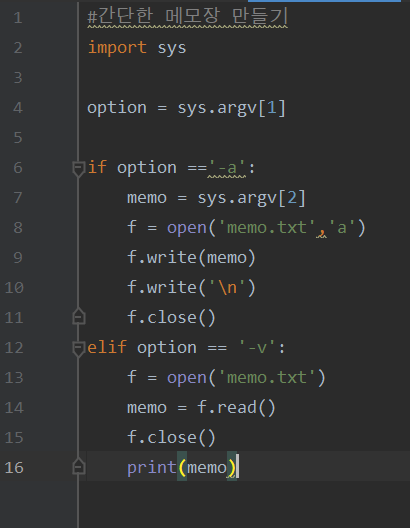 1 #간단한 메모장 만들기
2 import sys
3
4 option = sys.argv[1]
5
6 if option =='-a':
7     memo = sys.argv[2]
8     f = open('memo.txt','a')
9     f.write(memo)
10     f.write('\n')
11     f.close()
12 elif option == '-v':
13     f = open('memo.txt')
14     memo = f.read()
15     f.close()
16     print(memo)